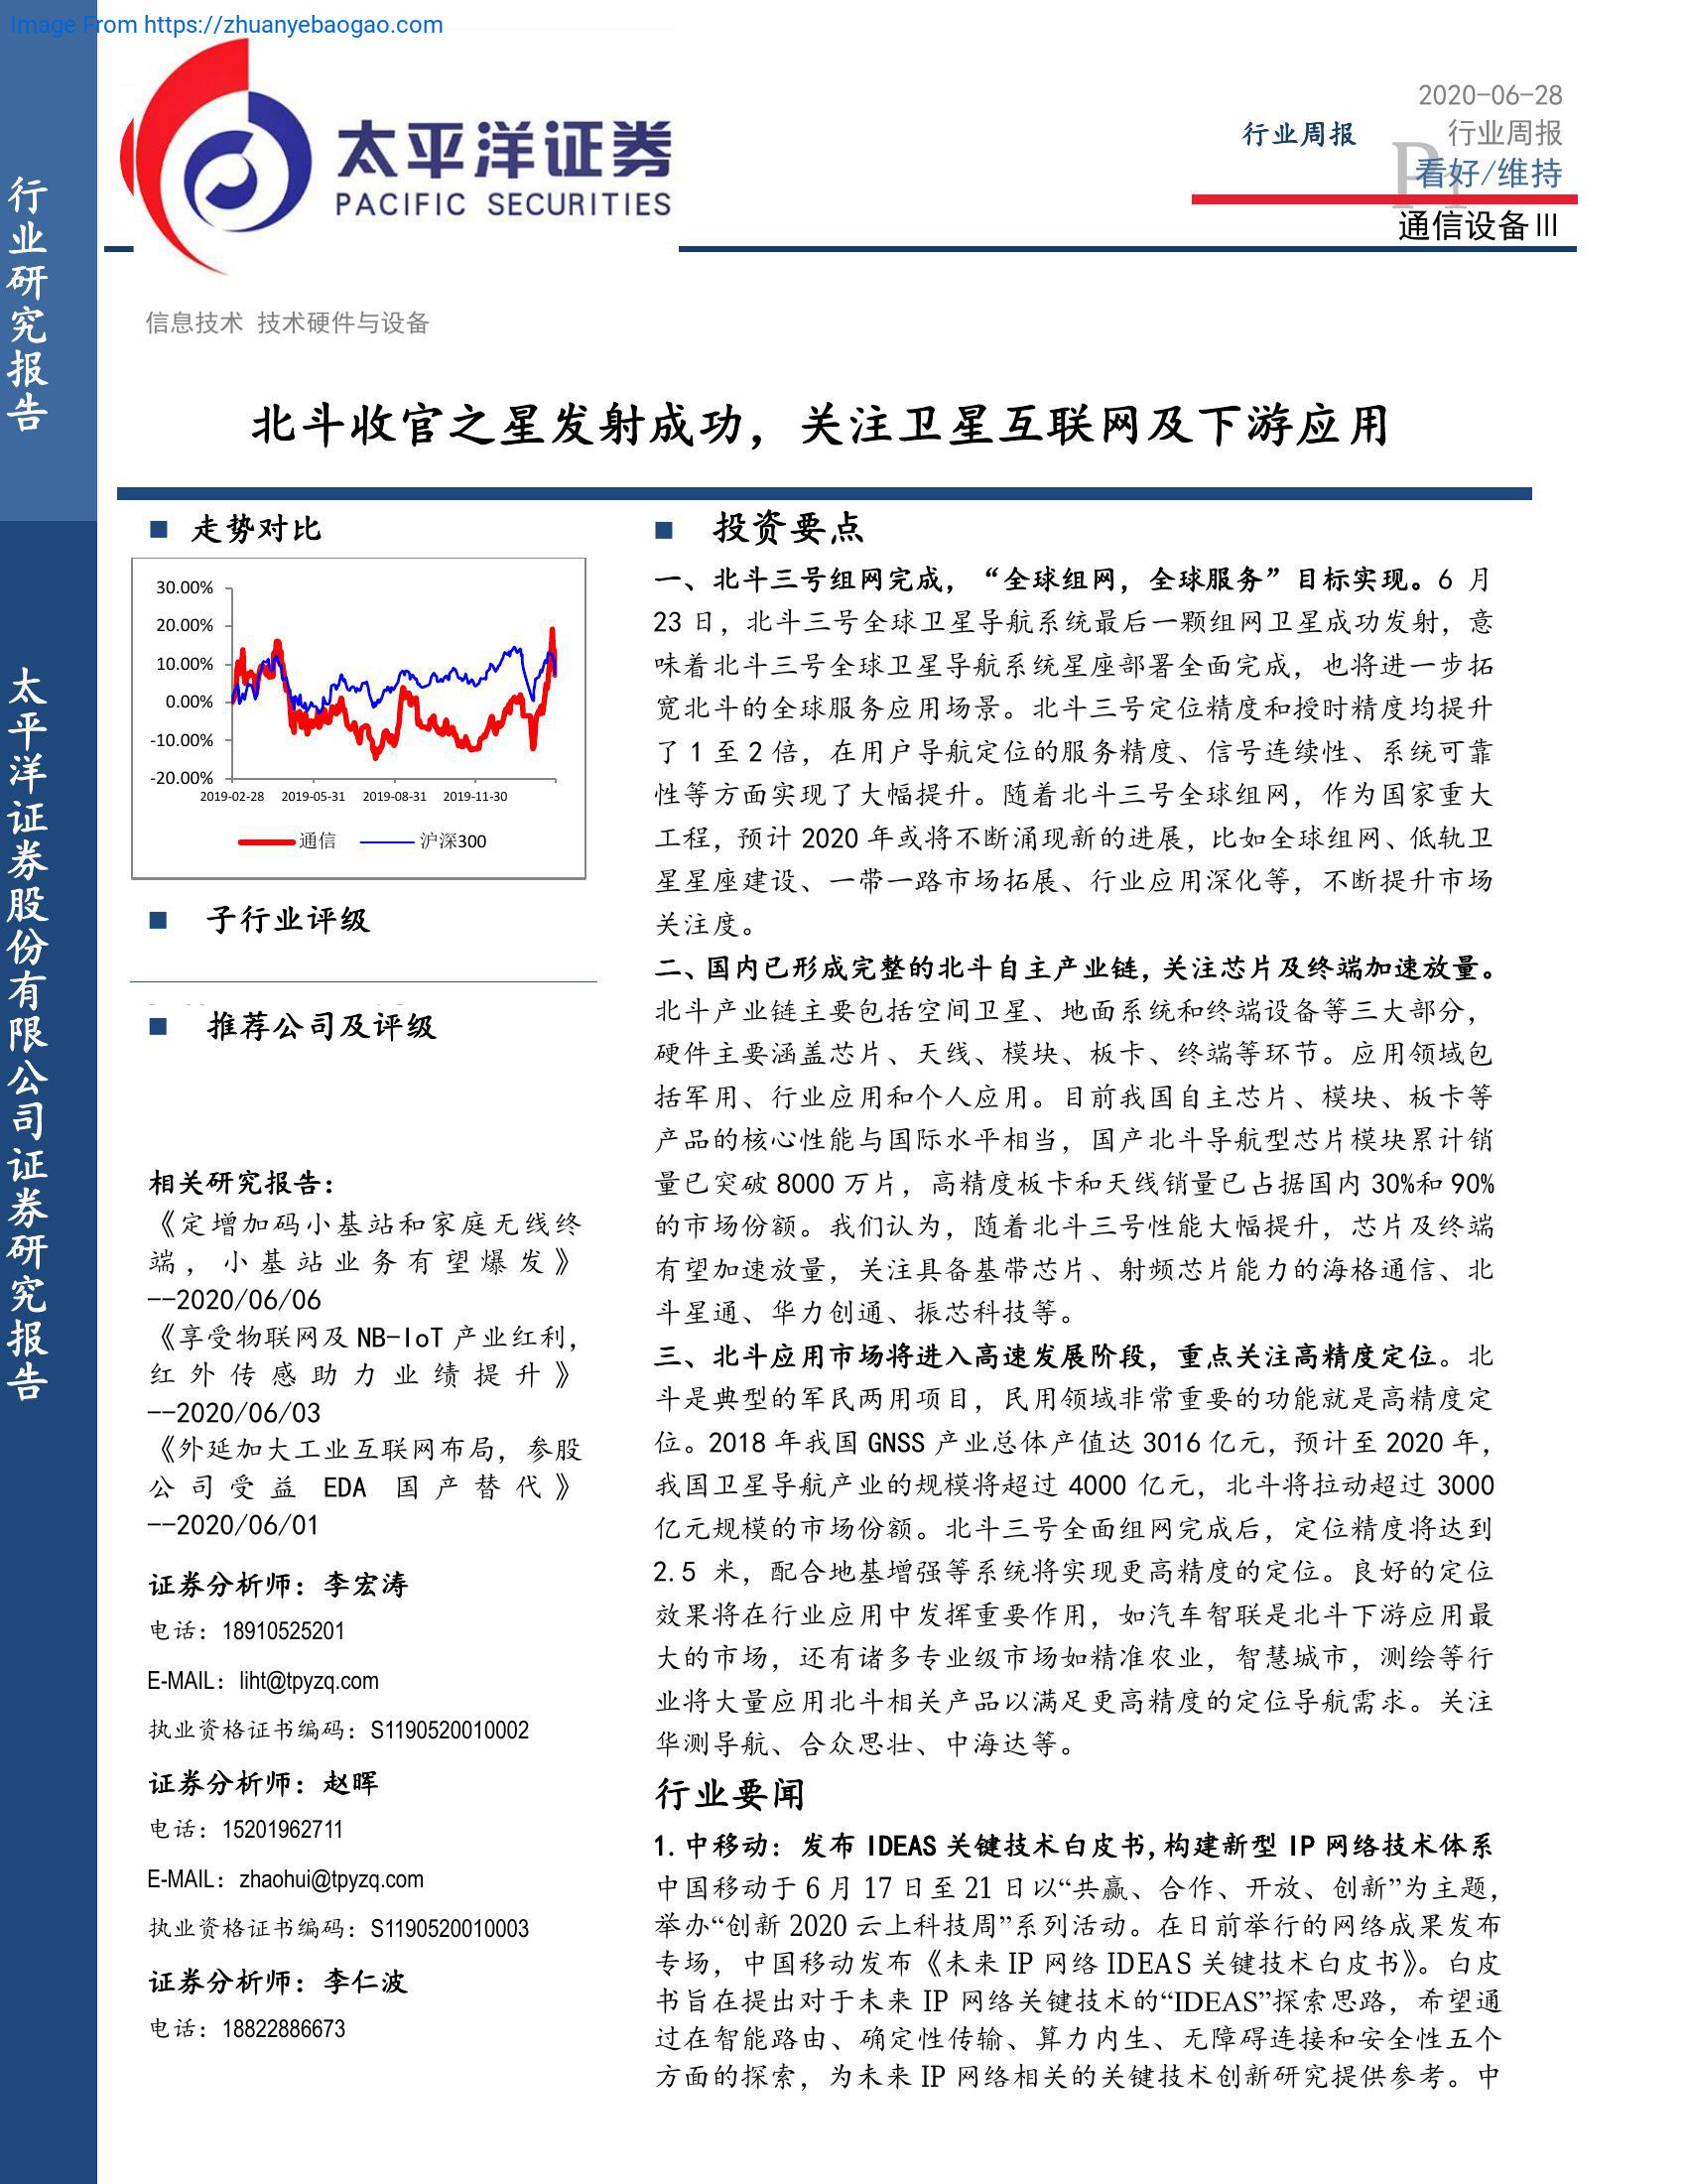 Image From https://zhuanyebaogao.com
行业研究报告
太平洋证券股份有限公司证券研究报告
太平洋证券
PACIFIC SECURITIES
2020-06-28
行业周报
行业周报
P1
看好/维持
通信设备Ⅲ
信息技术 技术硬件与设备
北斗收官之星发射成功，关注卫星互联网及下游应用
■ 走势对比
30.00%
20.00%
10.00%
0.00%
-10.00%
-20.00%
2019-02-28 2019-05-31 2019-08-31 2019-11-30
通信 沪深300
■ 子行业评级
■ 推荐公司及评级
相关研究报告：
《定增加码小基站和家庭无线终
端，小基站业务有望爆发》
--2020/06/06
《享受物联网及 NB-IoT 产业红利，
红外传感助力业绩提升》
--2020/06/03
《外延加大工业互联网布局，参股
公司受益 EDA 国产替代》
--2020/06/01
证券分析师：李宏涛
电话：18910525201
E-MAIL：liht@tpyzq.com
执业资格证书编码：S1190520010002
证券分析师：赵晖
电话：15201962711
E-MAIL：zhaohui@tpyzq.com
执业资格证书编码：S1190520010003
证券分析师：李仁波
电话：18822886673
■ 投资要点
一、北斗三号组网完成，“全球组网，全球服务”目标实现。6 月
23 日，北斗三号全球卫星导航系统最后一颗组网卫星成功发射，意
味着北斗三号全球卫星导航系统星座部署全面完成，也将进一步拓
宽北斗的全球服务应用场景。北斗三号定位精度和授时精度均提升
了 1 至 2 倍，在用户导航定位的服务精度、信号连续性、系统可靠
性等方面实现了大幅提升。随着北斗三号全球组网，作为国家重大
工程，预计 2020 年或将不断涌现新的进展，比如全球组网、低轨卫
星星座建设、一带一路市场拓展、行业应用深化等，不断提升市场
关注度。
二、国内已形成完整的北斗自主产业链，关注芯片及终端加速放量。
北斗产业链主要包括空间卫星、地面系统和终端设备等三大部分，
硬件主要涵盖芯片、天线、模块、板卡、终端等环节。应用领域包
括军用、行业应用和个人应用。目前我国自主芯片、模块、板卡等
产品的核心性能与国际水平相当，国产北斗导航型芯片模块累计销
量已突破 8000 万片，高精度板卡和天线销量已占据国内 30%和 90%
的市场份额。我们认为，随着北斗三号性能大幅提升，芯片及终端
有望加速放量，关注具备基带芯片、射频芯片能力的海格通信、北
斗星通、华力创通、振芯科技等。
三、北斗应用市场将进入高速发展阶段，重点关注高精度定位。北
斗是典型的军民两用项目，民用领域非常重要的功能就是高精度定
位。2018 年我国 GNSS 产业总体产值达 3016 亿元，预计至 2020 年，
我国卫星导航产业的规模将超过 4000 亿元，北斗将拉动超过 3000
亿元规模的市场份额。北斗三号全面组网完成后，定位精度将达到
2.5 米，配合地基增强等系统将实现更高精度的定位。良好的定位
效果将在行业应用中发挥重要作用，如汽车智联是北斗下游应用最
大的市场，还有诸多专业级市场如精准农业，智慧城市，测绘等行
业将大量应用北斗相关产品以满足更高精度的定位导航需求。关注
华测导航、合众思壮、中海达等。
行业要闻
1.中移动：发布 IDEAS 关键技术白皮书，构建新型 IP 网络技术体系
中国移动于 6 月 17 日至 21 日以“共赢、合作、开放、创新”为主题，
举办“创新 2020 云上科技周”系列活动。在日前举行的网络成果发布
专场，中国移动发布《未来 IP 网络 IDEAS 关键技术白皮书》。白皮
书旨在提出对于未来 IP 网络关键技术的“IDEAS”探索思路，希望通
过在智能路由、确定性传输、算力内生、无障碍连接和安全性五个
方面的探索，为未来 IP 网络相关的关键技术创新研究提供参考。中